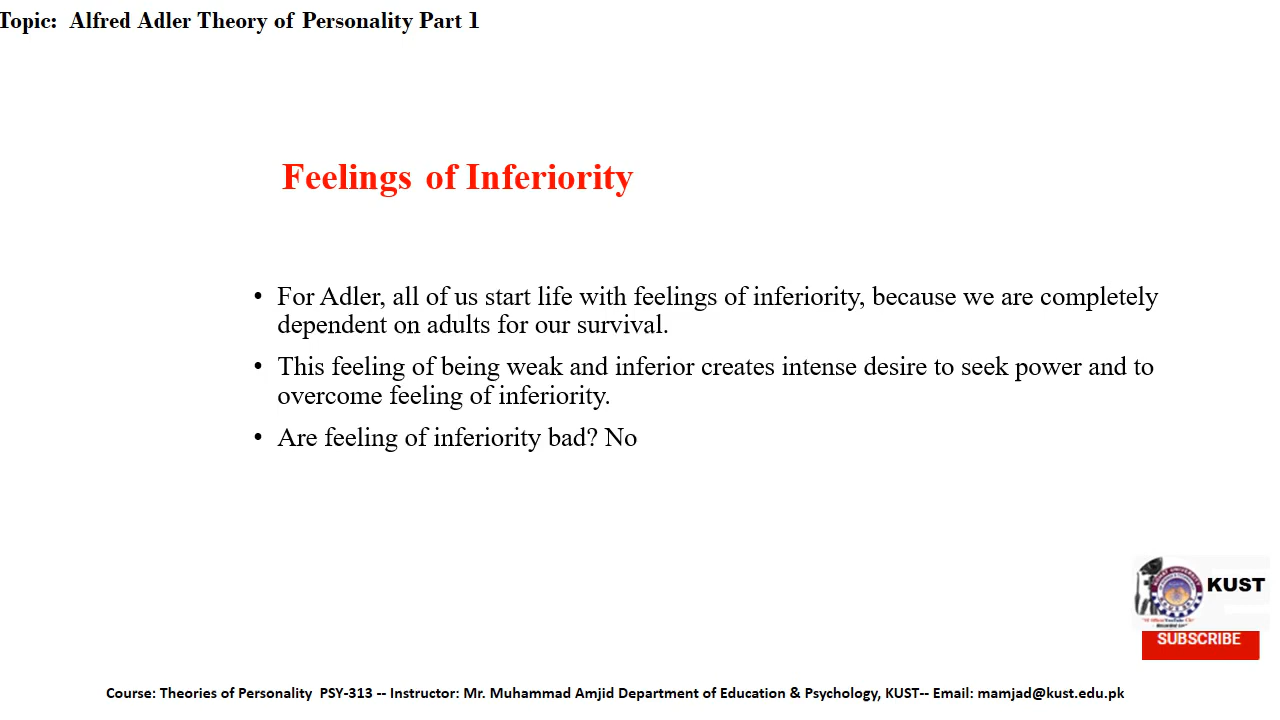 Topic: Alfred Adler Theory of Personality Part 1
Feelings of Inferiority
• For Adler, all of us start life with feelings of inferiority, because we are completely
dependent on adults for our survival.
• This feeling of being weak and inferior creates intense desire to seek power and to
overcome feeling of inferiority.
• Are feeling of inferiority bad? No
KUST
SUBSCRIBE
Course: Theories of Personality PSY-313 -- Instructor: Mr. Muhammad Amjid Department of Education & Psychology, KUST-- Email: mamjad@kust.edu.pk